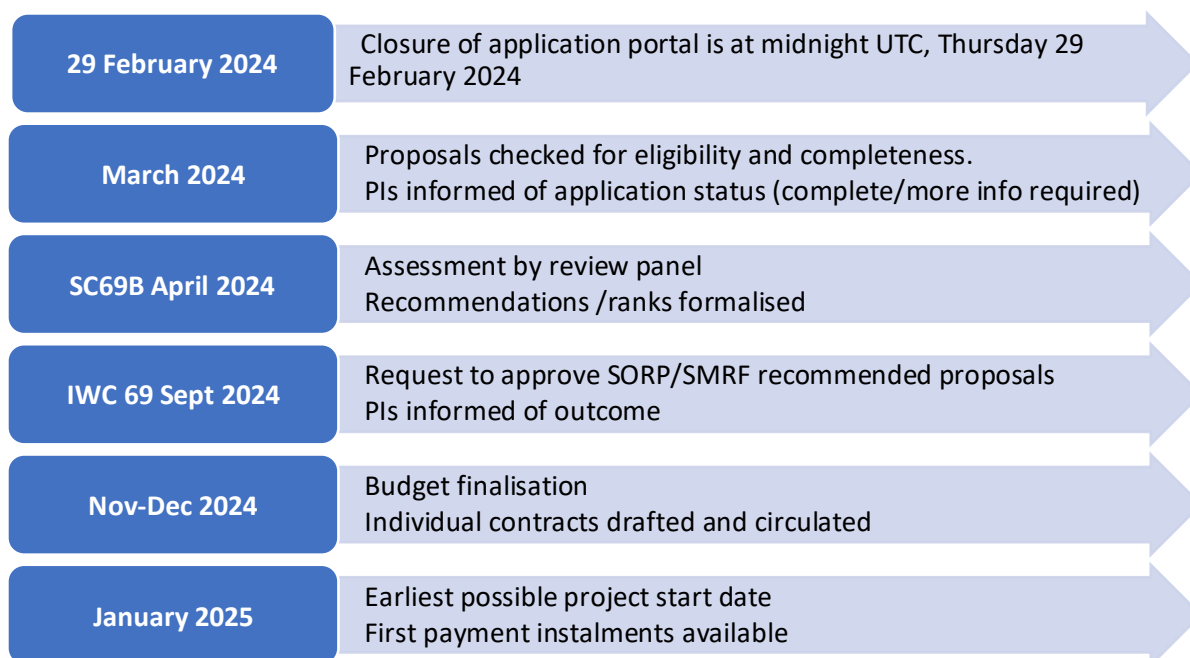 29 February 2024
Closure of application portal is at midnight UTC, Thursday 29
February 2024
March 2024
Proposals checked for eligibility and completeness.
PIs informed of application status (complete/more info required)
SC69B April 2024
Assessment by review panel
Recommendations /ranks formalised
IWC 69 Sept 2024
Request to approve SORP/SMRF recommended proposals
PIs informed of outcome
Nov-Dec 2024
Budget finalisation
Individual contracts drafted and circulated
January 2025
Earliest possible project start date
First payment instalments available